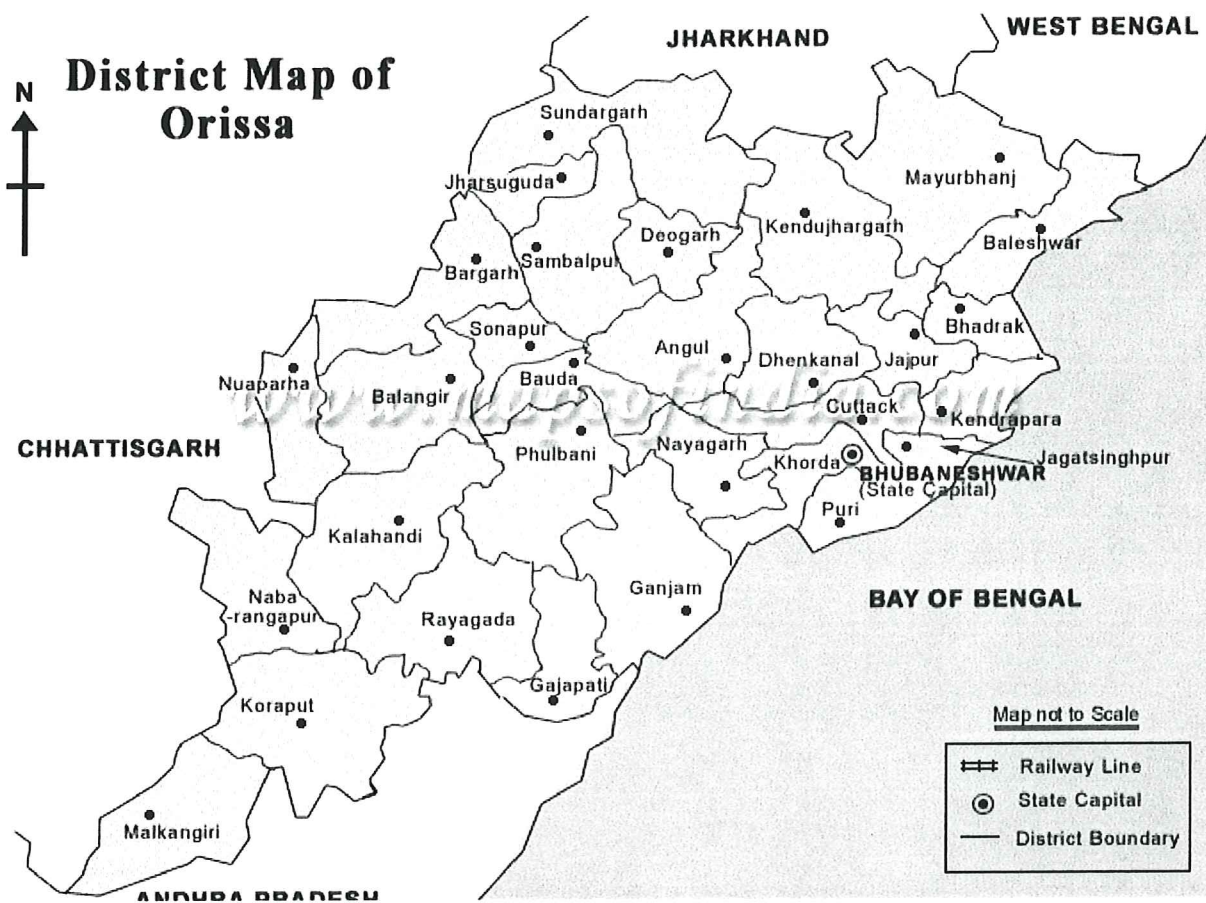 JHARKHAND
WEST BENGAL
N
District Map of
Orissa
Sundargarh
Jharsuguda
Mayurbhanj
Kendujhargarh
Deogarh
Baleshwar
Sambalpur
Bargarh
Bhadrak
Sonapur
Angul
Dhenkanal
Jajpur
Nuaparha
Bauda
Balangir
www.mapsofindia.com
Cuttack
Kendrapara
CHHATTISGARH
Phulbani
Nayagarh
Khorda
BHUBANESHWAR
(State Capital)
Jagatsinghpur
Puri
Kalahandi
Naba
-rangapur
Rayagada
Ganjam
BAY OF BENGAL
Gajapati
Koraput
Malkangiri
ANDHRA PRADESH
Map not to Scale
Railway Line
State Capital
District Boundary